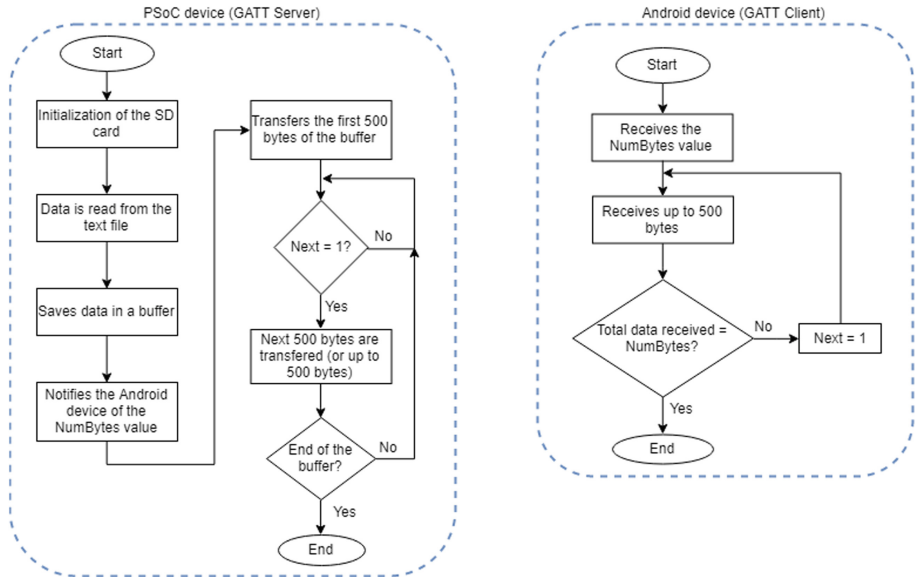 PSoC device (GATT Server)
Start
Initialization of the SD
card
Data is read from the
text file
Saves data in a buffer
Notifies the Android
device of the
NumBytes value
Transfers the first 500
bytes of the buffer
Next = 1?
No
Yes
Next 500 bytes are
transfered (or up to
500 bytes)
End of the
buffer?
No
Yes
End
Android device (GATT Client)
Start
Receives the
NumBytes value
Receives up to 500
bytes
Total data received =
NumBytes?
No
Next = 1
Yes
End